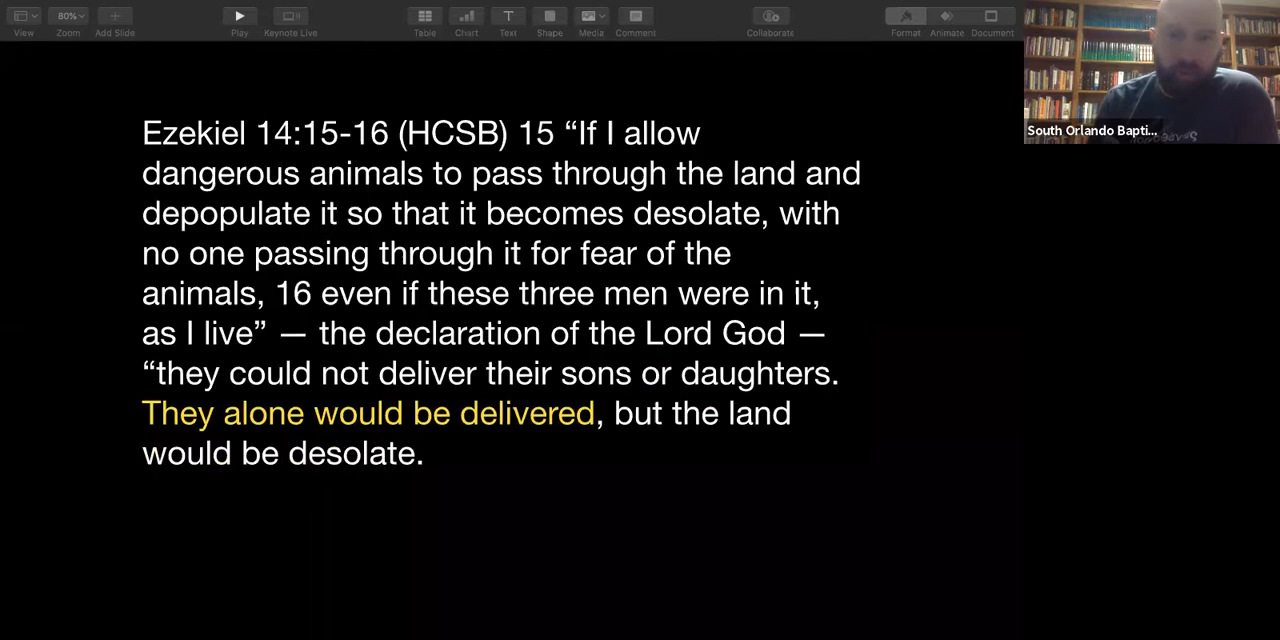 View
80%
Zoom
Add Slide
Play
Keynote Live
Table
Chart
T
Text
Shape
Media
Comment
Collaborate
Format
Animate
Document
South Orlando Bapti...
Ezekiel 14:15-16 (HCSB) 15 “If I allow
dangerous animals to pass through the land and
depopulate it so that it becomes desolate, with
no one passing through it for fear of the
animals, 16 even if these three men were in it,
as I live” — the declaration of the Lord God —
“they could not deliver their sons or daughters.
They alone would be delivered, but the land
would be desolate.